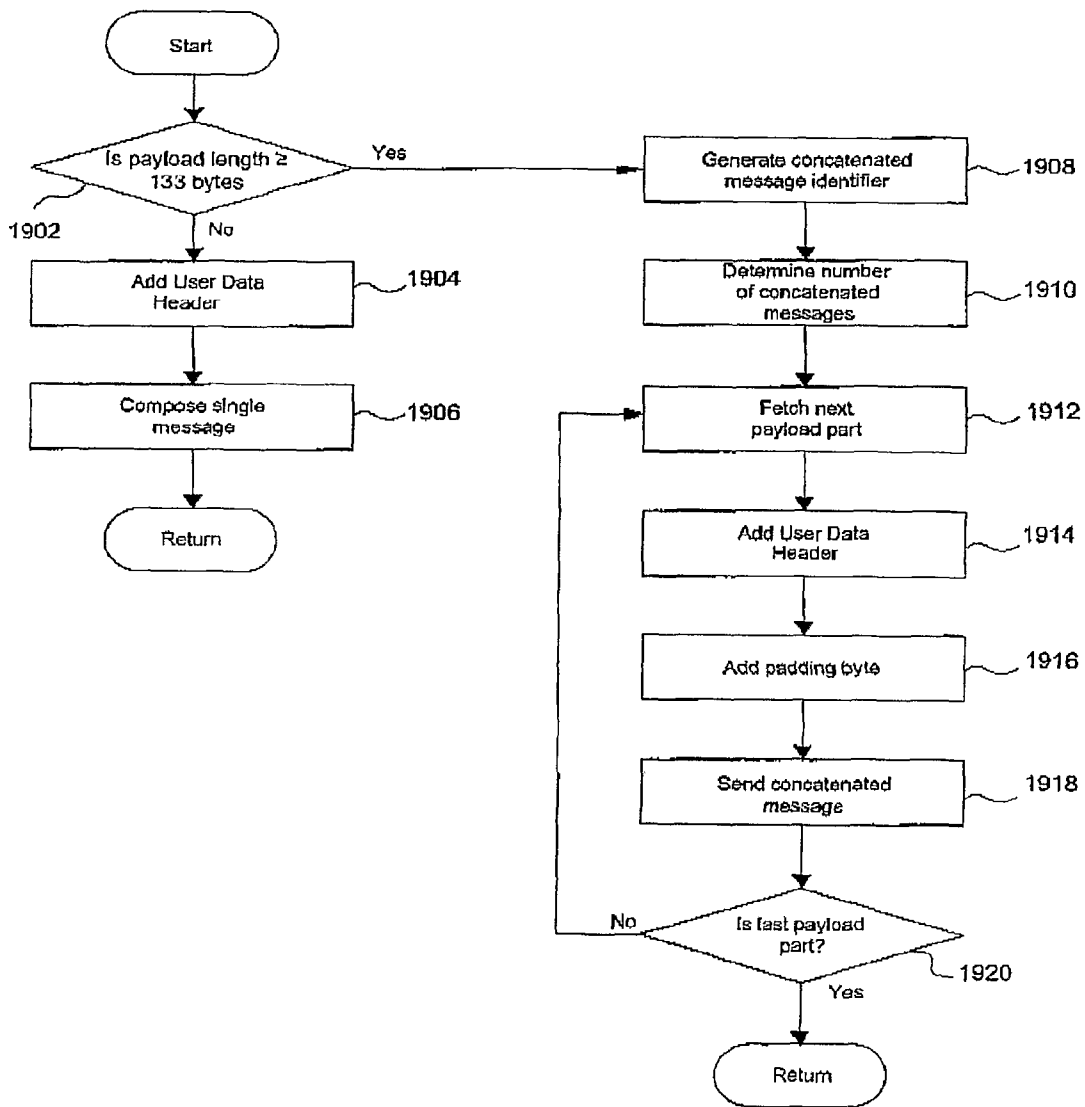 Start
Is payload length ≥
133 bytes
Yes
No
1902
Add User Data
Header
1904
Compose single
message
1906
Return
Generate concatenated
message identifier
1908
Determine number
of concatenated
messages
1910
Fetch next
payload part
1912
Add User Data
Header
1914
Add padding byte
1916
Send concatenated
message
1918
No
Is last payload
part?
1920
Yes
Return